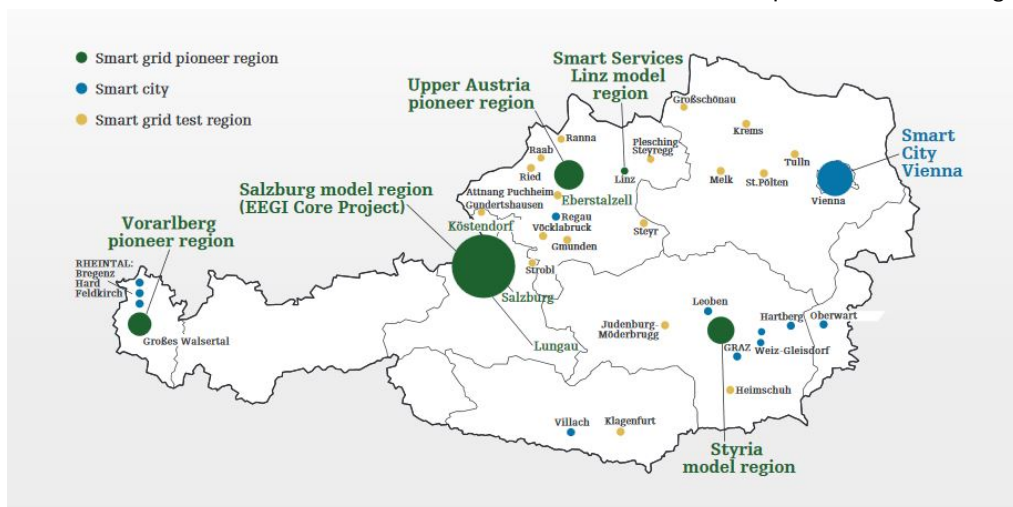 Smart grid pioneer region
Smart city
Smart grid test region
Smart Services
Linz model
region
Upper Austria
pioneer region
Salzburg model region
(EEGI Core Project)
Vorarlberg
pioneer region
Smart
City
Vienna
Großschönau
Krems
Ranna
Plesching
Steyregg
Raab
Ried
Linz
Tulln
Melk
St.Pölten
Vienna
Attnang Puchheim
Gundertshausen
Eberstalzell
Regau
Köstendorf
Vöcklabruck
Gmunden
Steyr
Strobl
RHEINTAL:
Bregenz
Hard
Feldkirch
Großes Walsertal
Salzburg
Lungau
Leoben
Judenburg-
Möderbrugg
Hartberg
Oberwart
GRAZ
Weiz-Gleisdorf
Heimschuh
Villach
Klagenfurt
Styria
model region